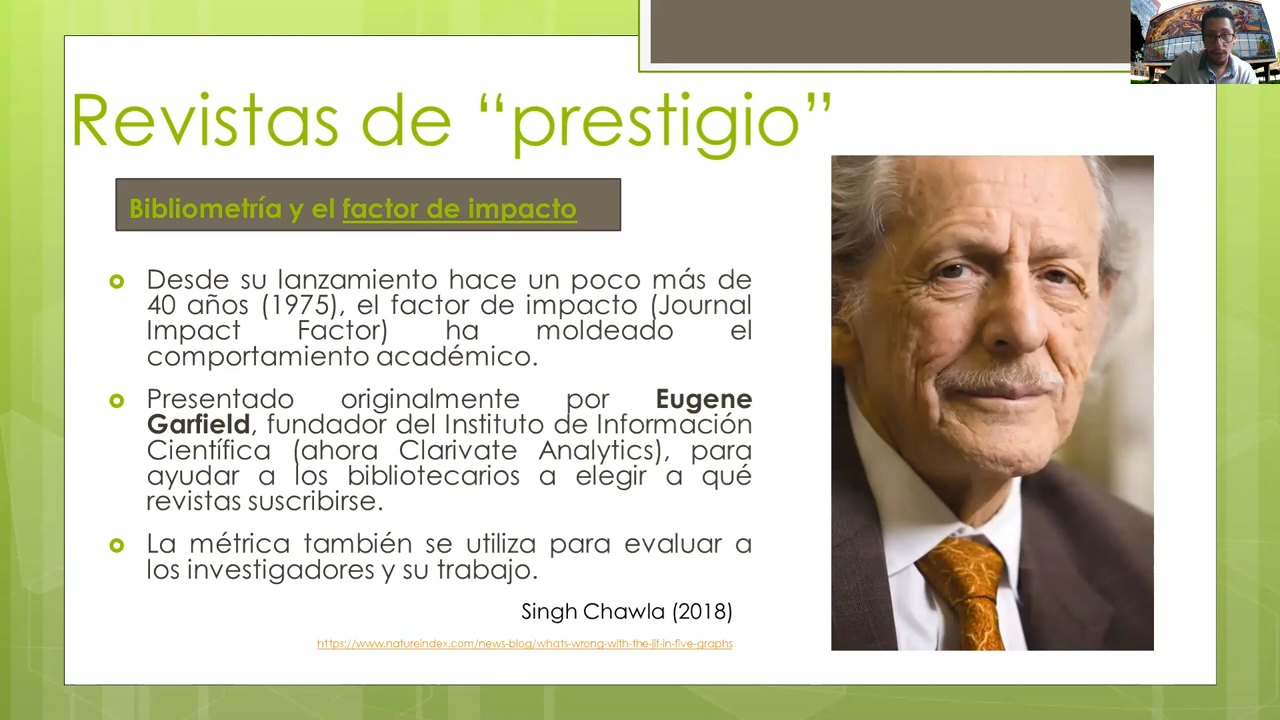 Revistas de “prestigio”
Bibliometría y el factor de impacto
Desde su lanzamiento hace un poco más de
40 años (1975), el factor de impacto (Journal
Impact Factor) ha moldeado el
comportamiento académico.
Presentado originalmente por Eugene
Garfield, fundador del Instituto de Información
Científica (ahora Clarivate Analytics), para
ayudar a los bibliotecarios a elegir a qué
revistas suscribirse.
La métrica también se utiliza para evaluar a
los investigadores y su trabajo.
Singh Chawla (2018)
https://www.natureindex.com/news-blog/whats-wrong-with-the-jif-in-five-graphs